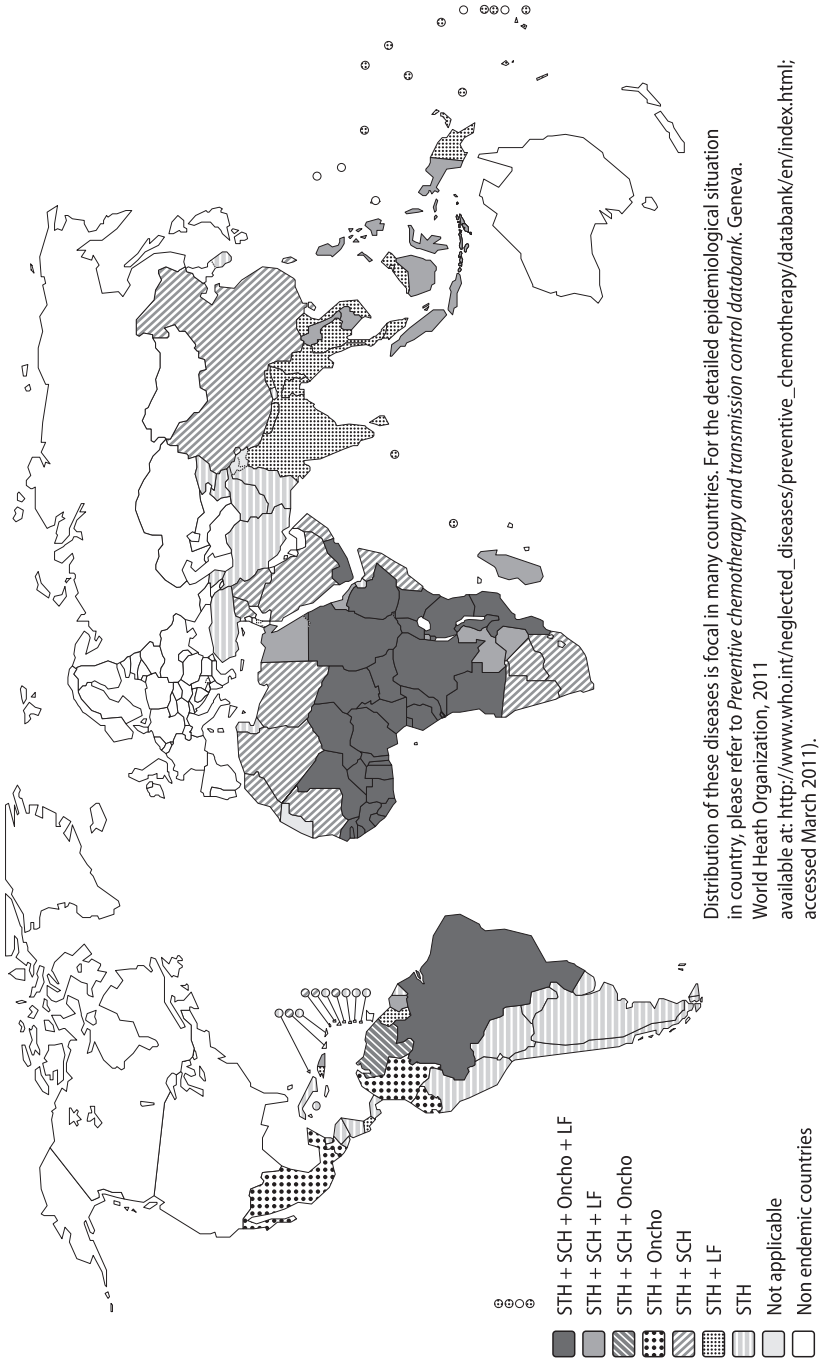 STH + SCH + Oncho + LF
STH + SCH + LF
STH + SCH + Oncho
STH + Oncho
STH + SCH
STH + LF
STH
Not applicable
Non endemic countries
Distribution of these diseases is focal in many countries. For the detailed epidemiological situation
in country, please refer to Preventive chemotherapy and transmission control databank. Geneva.
World Heath Organization, 2011
available at: http://www.who.int/neglected_diseases/preventive_chemotherapy/databank/en/index.html;
accessed March 2011).